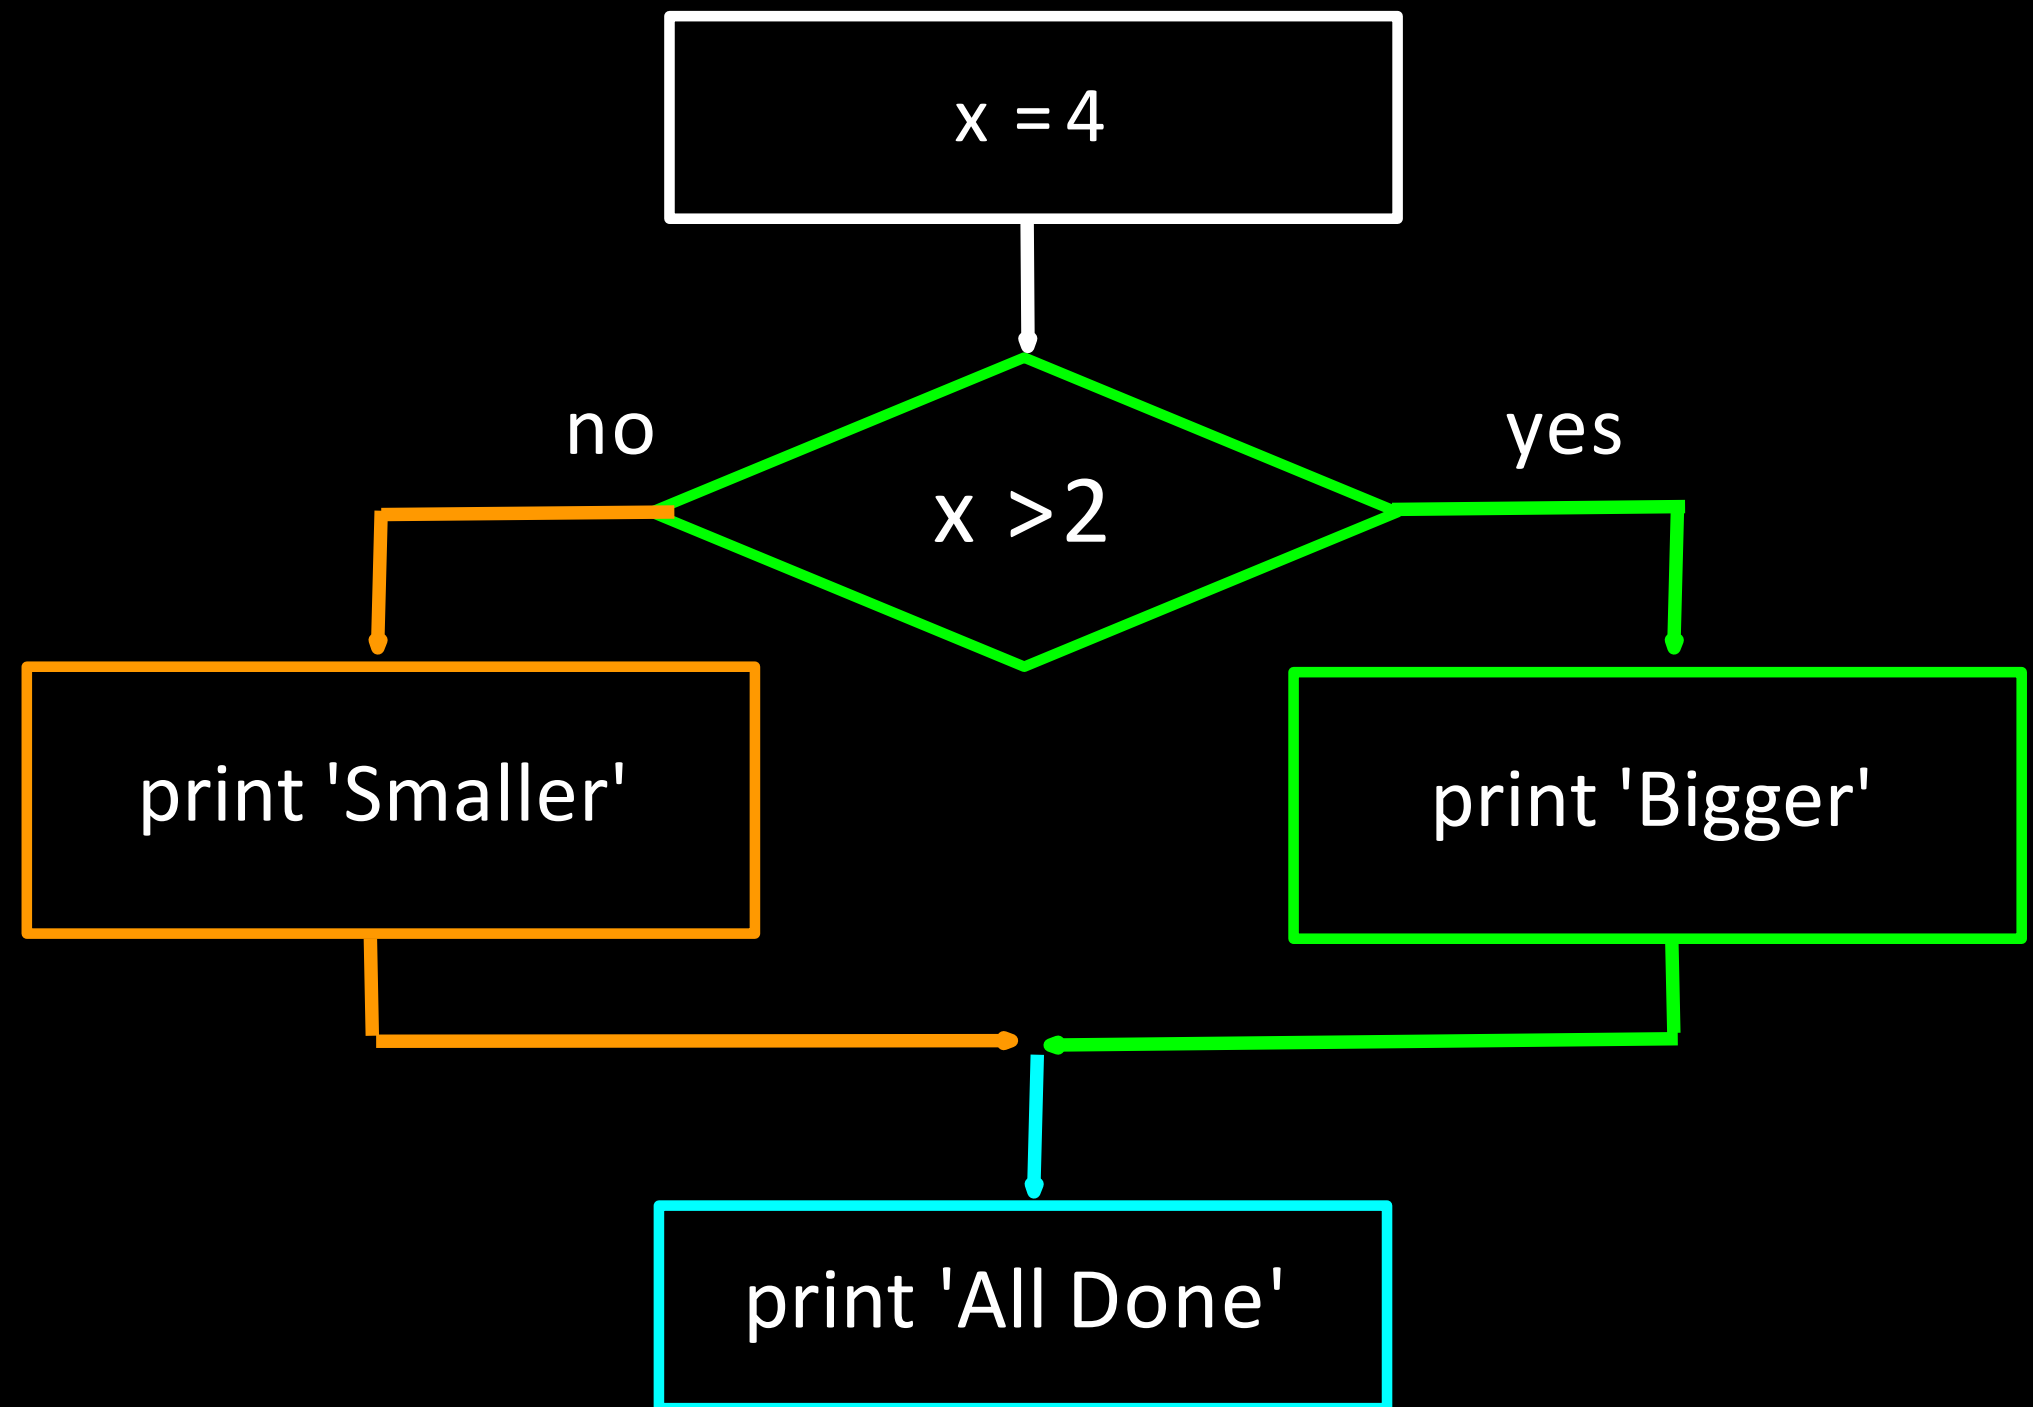 x = 4
no
yes
x > 2
print 'Smaller'
print 'Bigger'
print 'All Done'